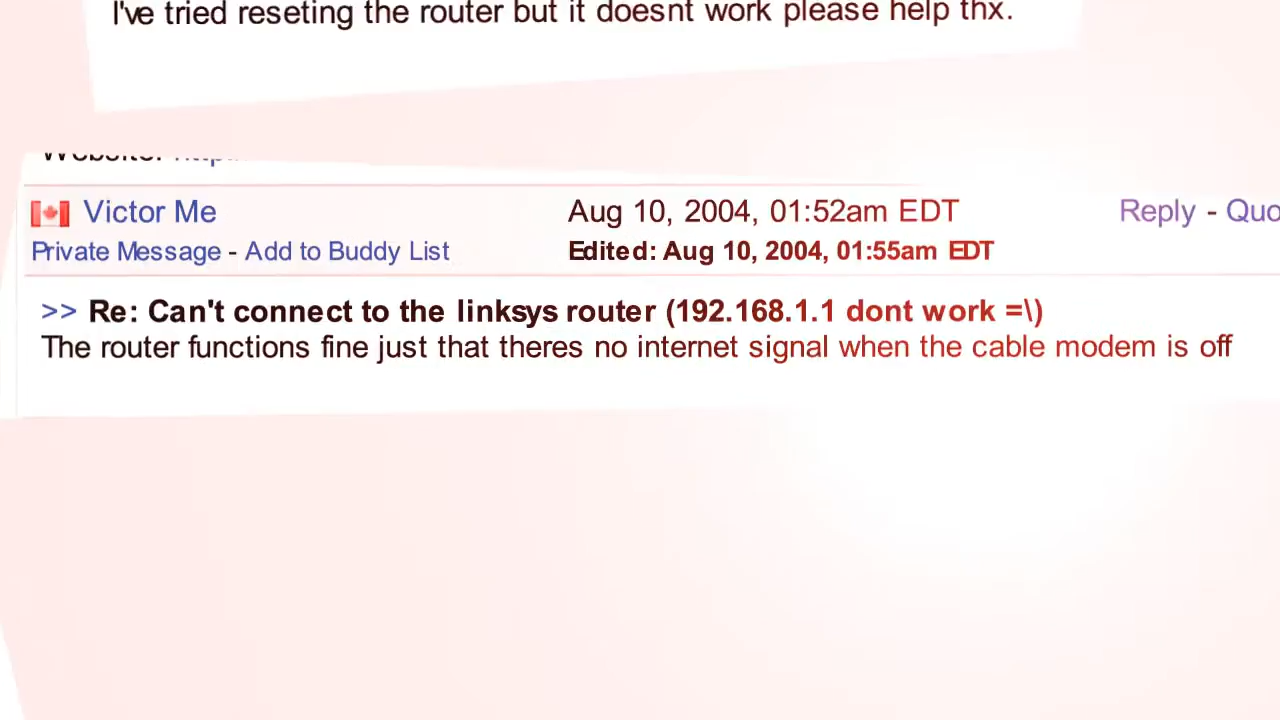 I've tried reseting the router but it doesnt work please help thx.
Website:
Victor Me Aug 10, 2004, 01:52am EDT Reply - Quo
Private Message - Add to Buddy List Edited: Aug 10, 2004, 01:55am EDT
>> Re: Can't connect to the linksys router (192.168.1.1 dont work =\)
The router functions fine just that theres no internet signal when the cable modem is off